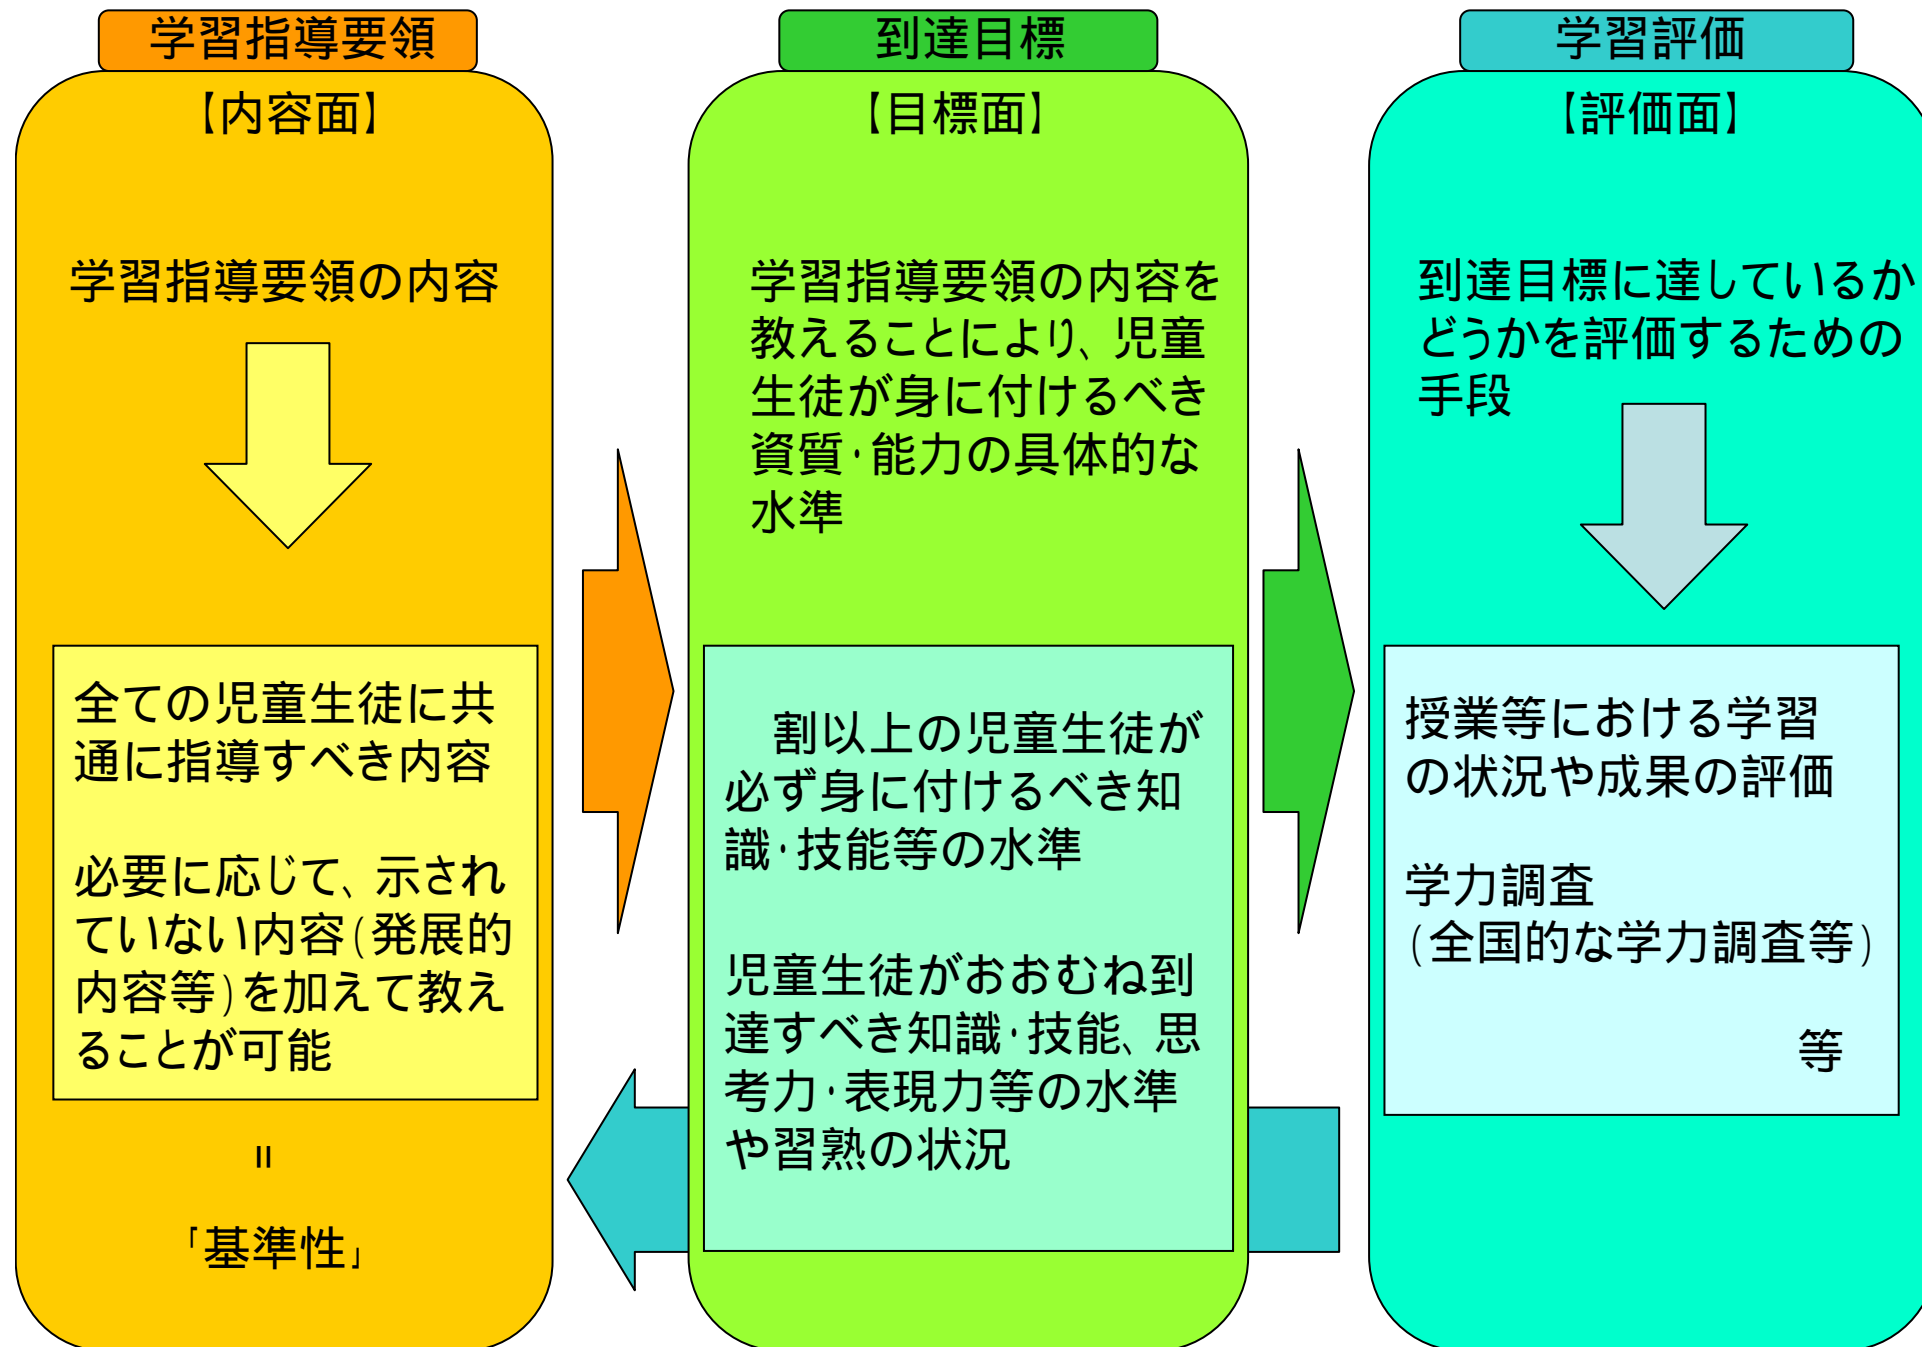 学習指導要領
【内容面】
学習指導要領の内容
全ての児童生徒に共
通に指導すべき内容
必要に応じて、示され
ていない内容(発展的
内容等)を加えて教え
ることが可能
=
「基準性」
到達目標
【目標面】
学習指導要領の内容を
教えることにより、児童
生徒が身に付けるべき
資質・能力の具体的な
水準
割以上の児童生徒が
必ず身に付けるべき知
識・技能等の水準
児童生徒がおおむね到
達すべき知識・技能、思
考力・表現力等の水準
や習熟の状況
学習評価
【評価面】
到達目標に達しているか
どうかを評価するための
手段
授業等における学習
の状況や成果の評価
学力調査
(全国的な学力調査等)
等